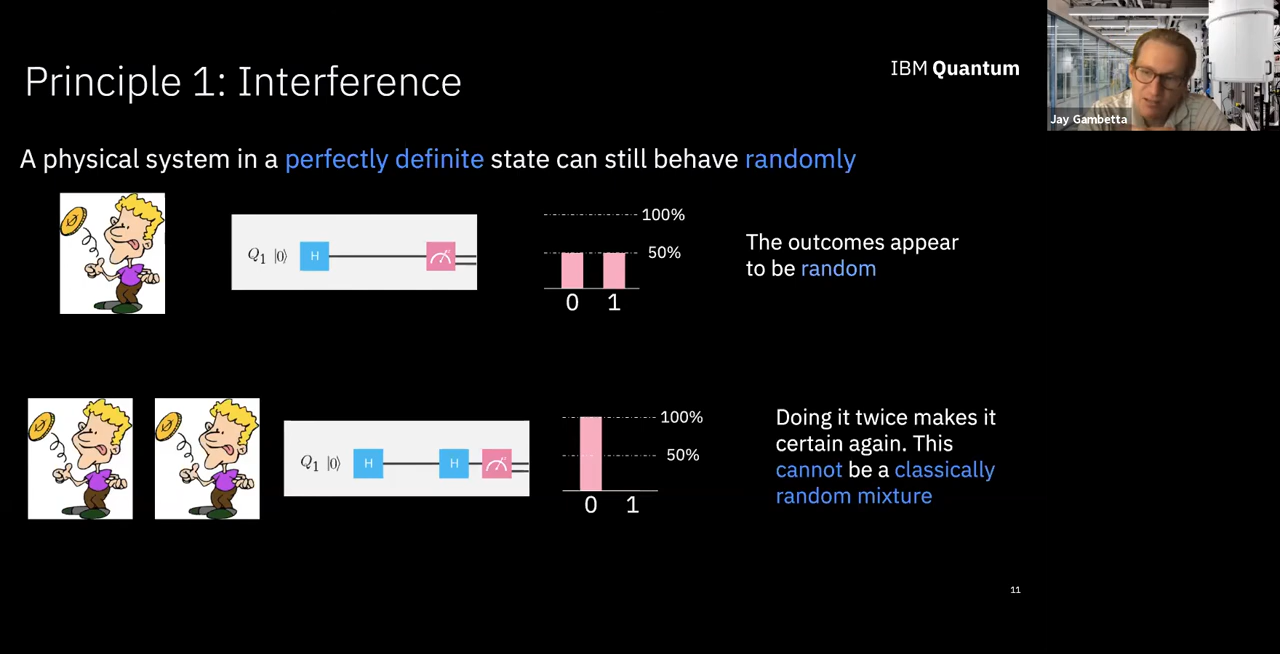 Principle 1: Interference
IBM Quantum
Jay Gambetta
A physical system in a perfectly definite state can still behave randomly
Q1 |0⟩ H
100%
50%
0 1
The outcomes appear
to be random
Q1 |0⟩ H H
100%
50%
0 1
Doing it twice makes it
certain again. This
cannot be a classically
random mixture
11